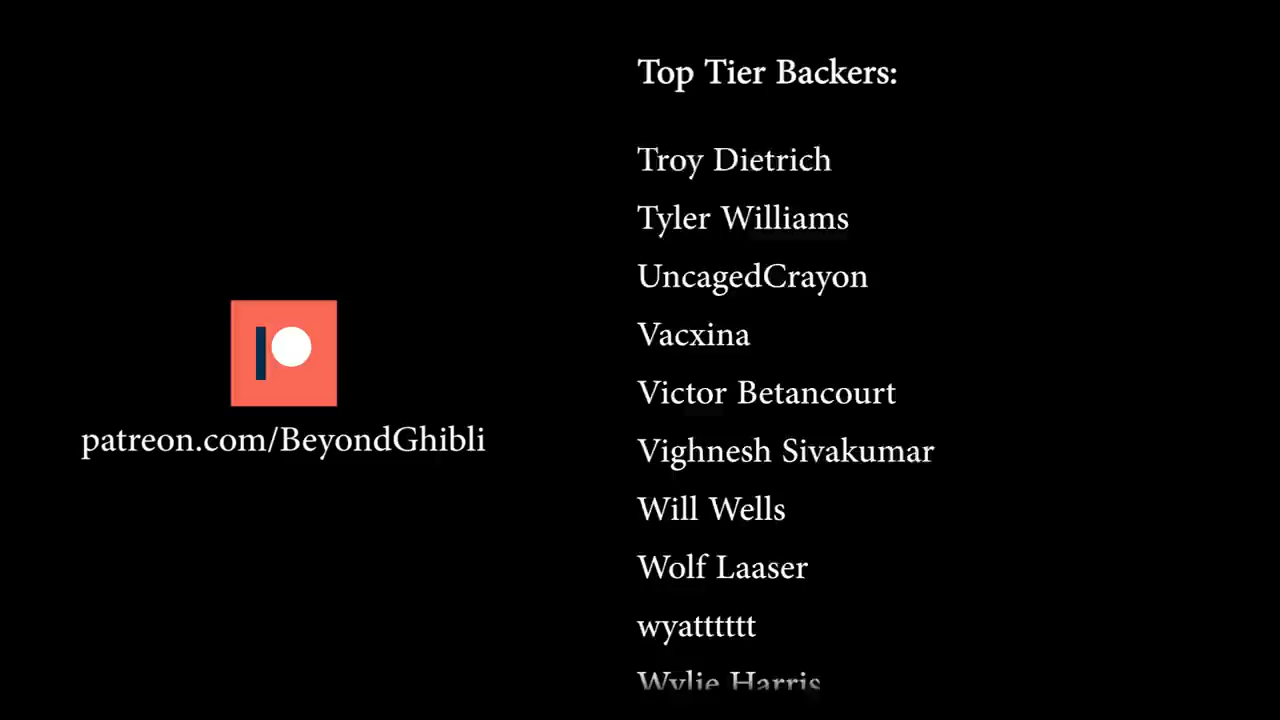 patreon.com/BeyondGhibli
Top Tier Backers:
Troy Dietrich
Tyler Williams
UncagedCrayon
Vacxina
Victor Betancourt
Vighnesh Sivakumar
Will Wells
Wolf Laaser
wyatttttt
Wylie Harris